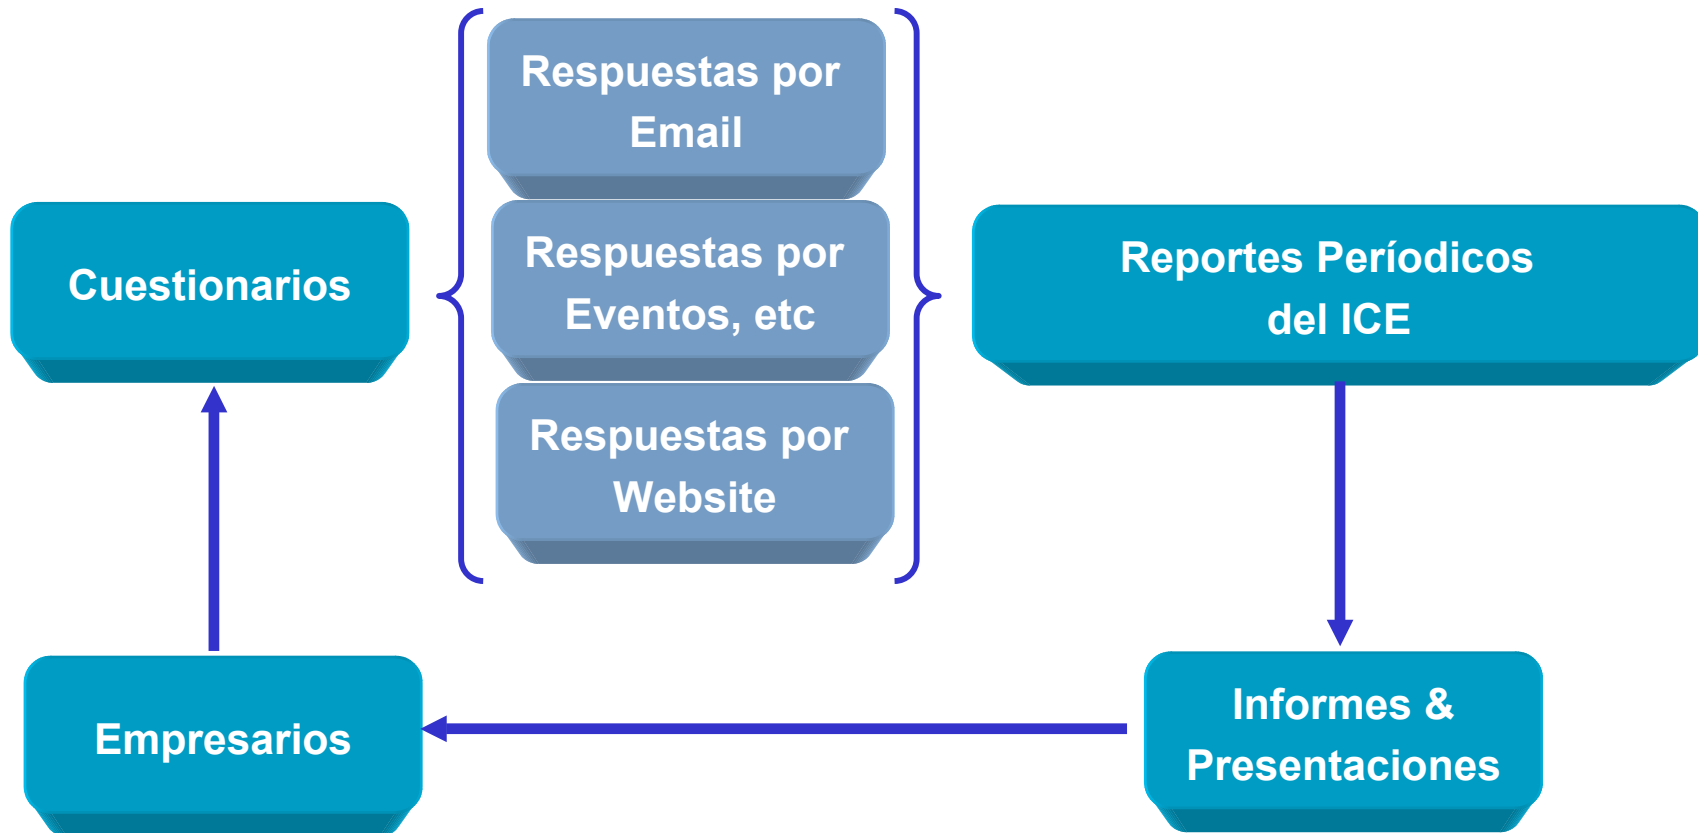 Respuestas por
Email
Respuestas por
Eventos, etc
Respuestas por
Website
Cuestionarios
Reportes Períodicos
del ICE
Empresarios
Informes &
Presentaciones